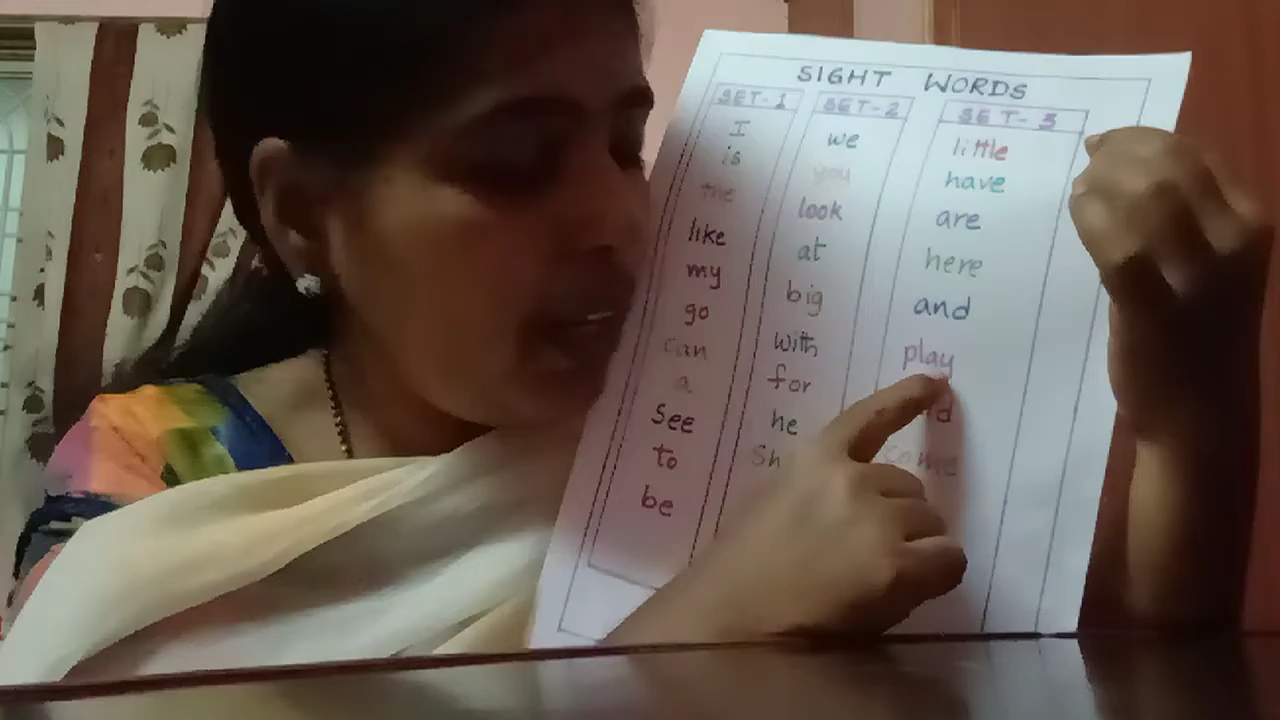 SIGHT WORDS
SET-1
I
is
the
like
my
go
can
a
See
to
be
SET-2
we
you
look
at
big
with
for
he
SET-3
little
have
are
here
and
play
come